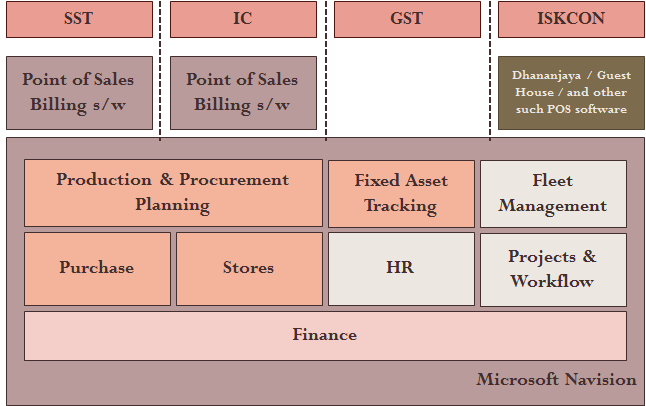 SST
IC
GST
ISKCON
Point of Sales
Billing s/w
Point of Sales
Billing s/w
Dhananjaya / Guest
House / and other
such POS software
Production & Procurement
Planning
Fixed Asset
Tracking
Fleet
Management
Purchase
Stores
HR
Projects &
Workflow
Finance
Microsoft Navision